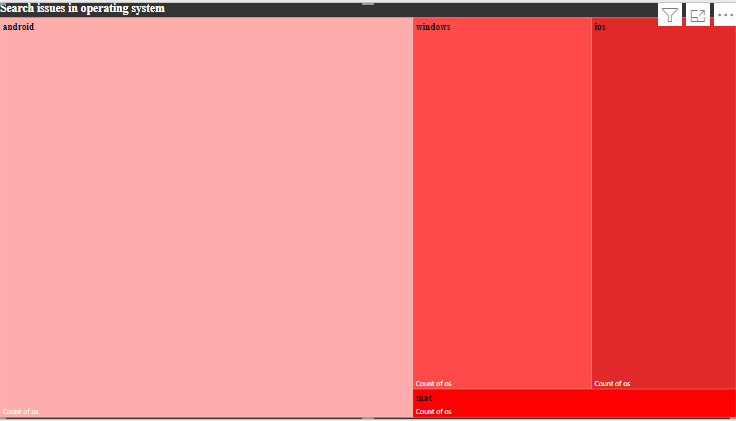 Search issues in operating system
android
windows
ios
Count of os
Count of os
mac
Count of os
Count of os